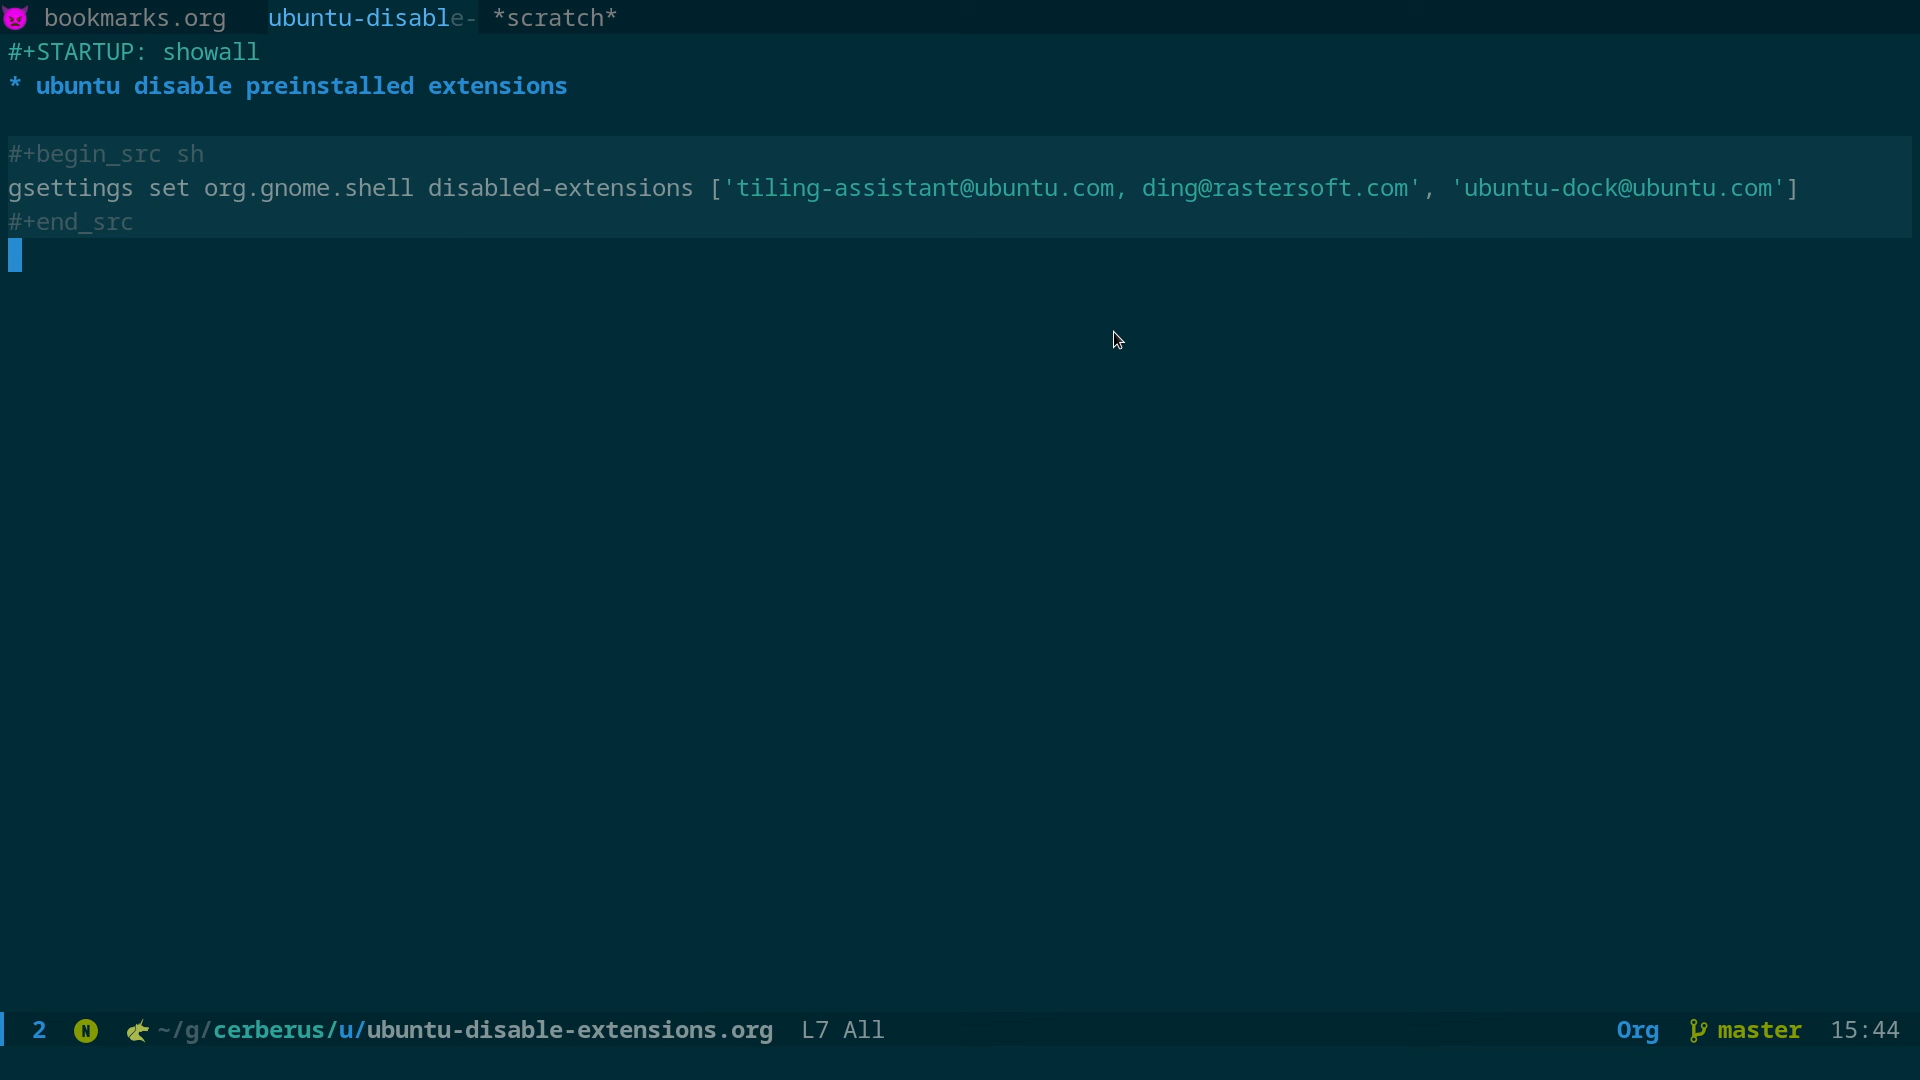 bookmarks.org ubuntu-disable- *scratch*
#+STARTUP: showall
* ubuntu disable preinstalled extensions
#+begin_src sh
gsettings set org.gnome.shell disabled-extensions ['tiling-assistant@ubuntu.com, ding@rastersoft.com', 'ubuntu-dock@ubuntu.com']
#+end_src
2 N ~/g/cerberus/u/ubuntu-disable-extensions.org L7 All Org master 15:44